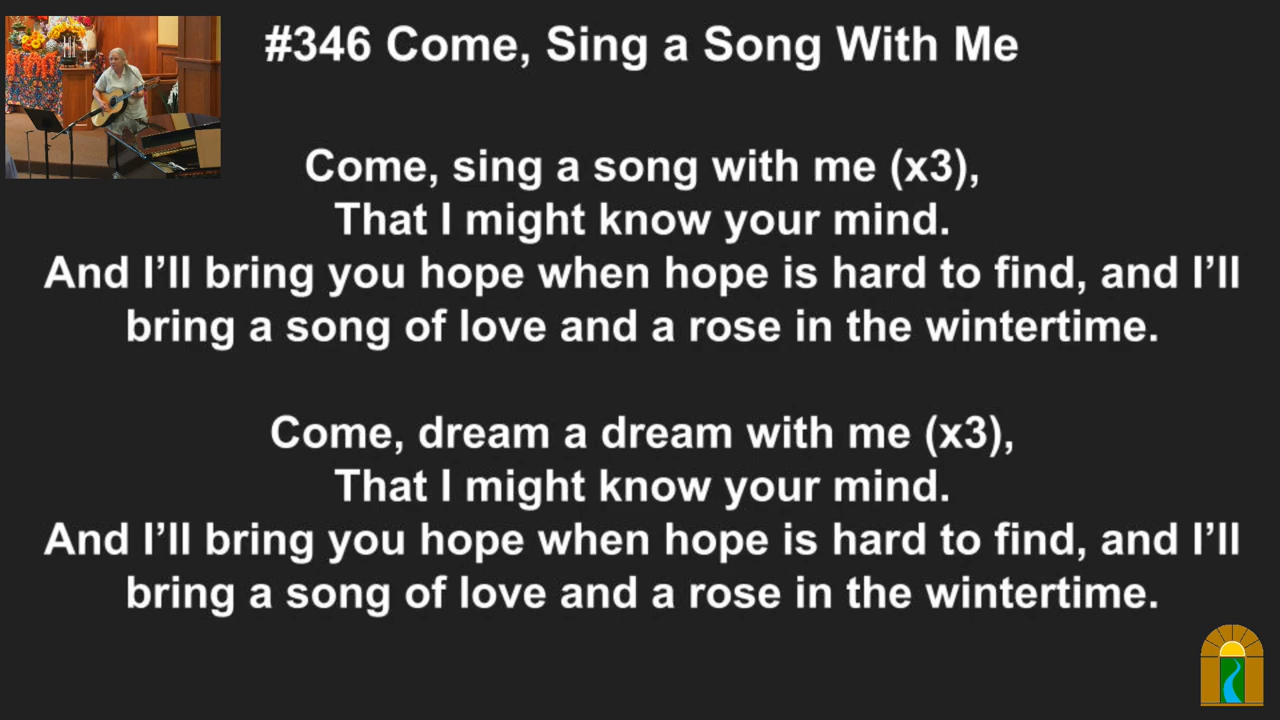 #346 Come, Sing a Song With Me
Come, sing a song with me (x3),
That I might know your mind.
And I’ll bring you hope when hope is hard to find, and I’ll
bring a song of love and a rose in the wintertime.
Come, dream a dream with me (x3),
That I might know your mind.
And I’ll bring you hope when hope is hard to find, and I’ll
bring a song of love and a rose in the wintertime.